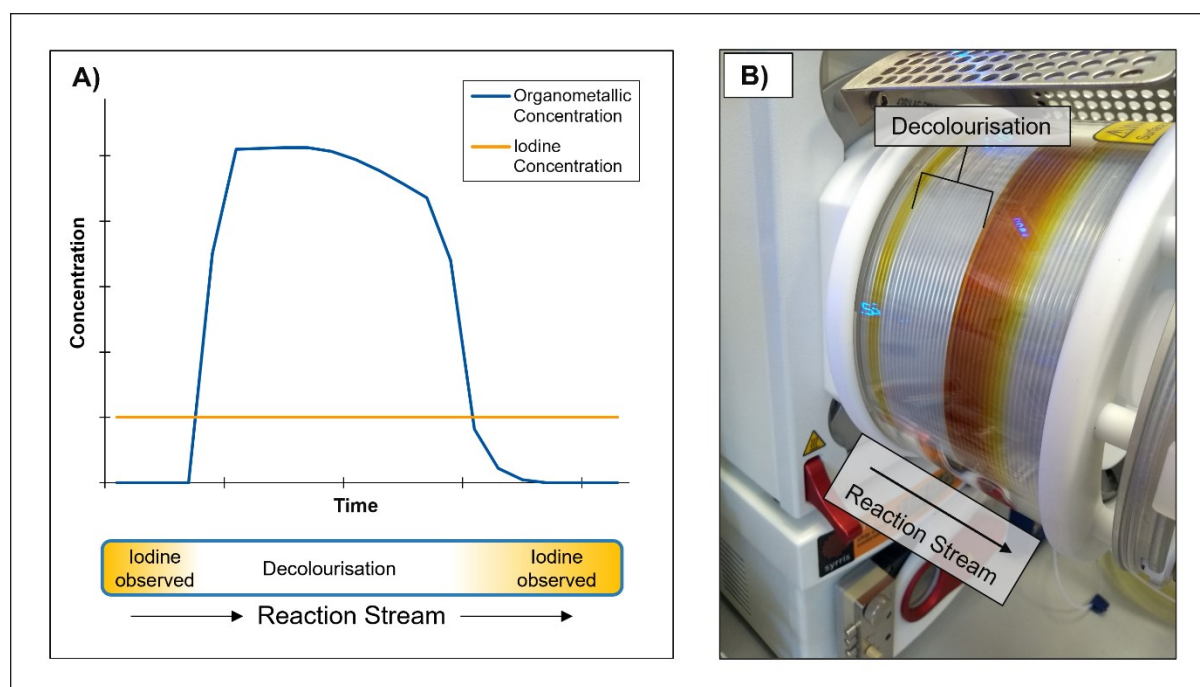 A)
Organometallic
Concentration
Iodine
Concentration
Concentration
Time
Iodine
observed
Decolourisation
Iodine
observed
Reaction Stream
B)
Decolourisation
Reaction Stream
syrris